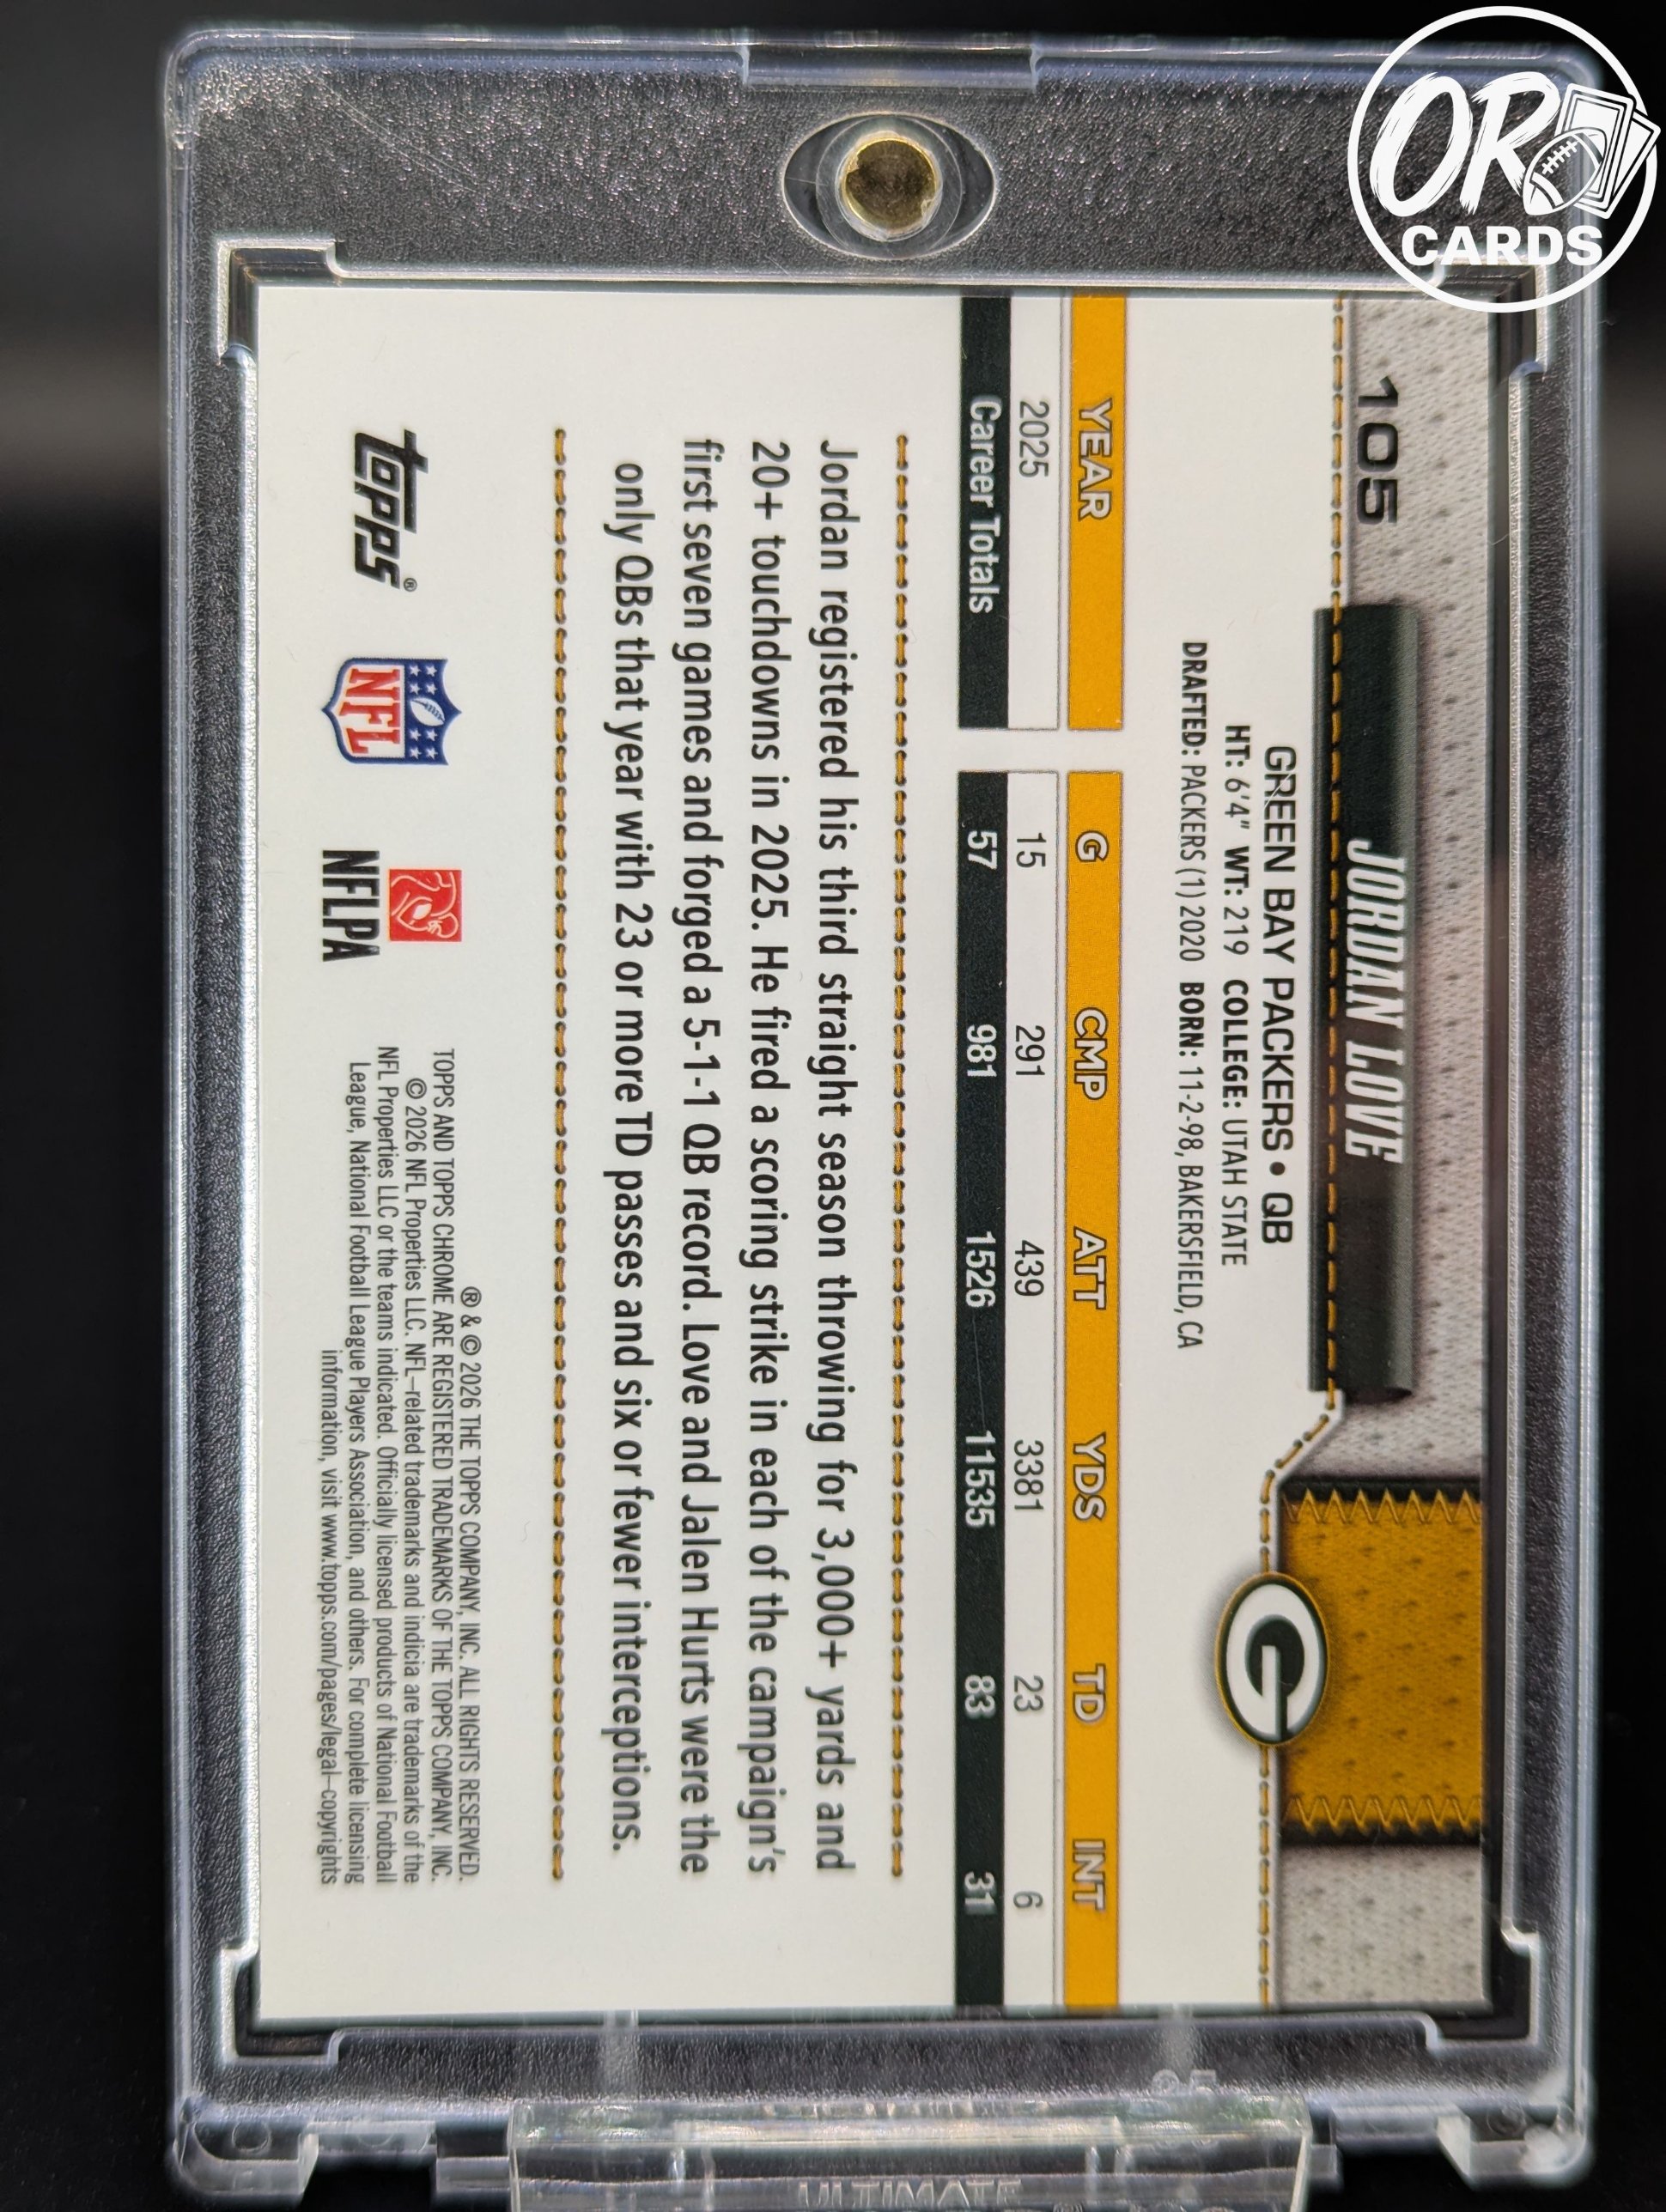 OR
CARDS
105
JORDAN LOVE
GREEN BAY PACKERS • QB
HT: 6'4" WT: 219 COLLEGE: UTAH STATE
DRAFTED: PACKERS (1) 2020 BORN: 11-2-98, BAKERSFIELD, CA
YEAR G CMP ATT YDS TD INT
2025 15 291 439 3381 23 6
Career Totals 57 981 1526 11535 83 31
Jordan registered his third straight season throwing for 3,000+ yards and
20+ touchdowns in 2025. He fired a scoring strike in each of the campaign's
first seven games and forged a 5-1-1 QB record. Love and Jalen Hurts were the
only QBs that year with 23 or more TD passes and six or fewer interceptions.
topps®
NFL
NFLPA
® & © 2026 THE TOPPS COMPANY, INC. ALL RIGHTS RESERVED.
TOPPS AND TOPPS CHROME ARE REGISTERED TRADEMARKS OF THE TOPPS COMPANY, INC.
© 2026 NFL Properties LLC. NFL-related trademarks and indicia are trademarks of the
NFL Properties LLC or the teams indicated. Officially licensed products of National Football
League, National Football League Players Association, and others. For complete licensing
information, visit www.topps.com/pages/legal-copyrights
G
ULTIMATE